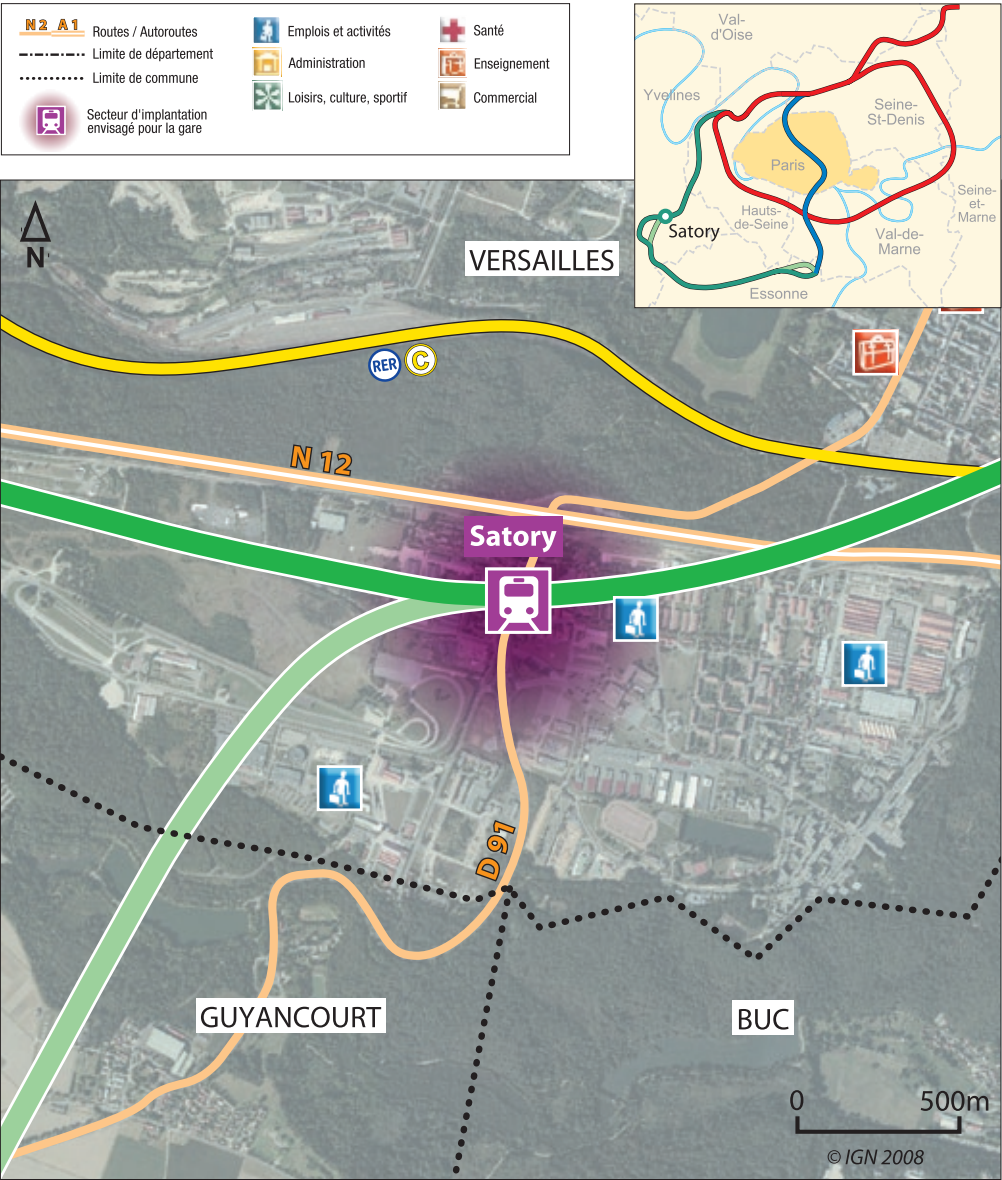 N2 A1
Routes / Autoroutes
Limite de département
Limite de commune
Secteur d'implantation
envisagé pour la gare
Emplois et activités
Administration
Loisirs, culture, sportif
Santé
Enseignement
Commercial
Val-
d'Oise
Yvelines
Seine-
St-Denis
Paris
Seine-
et-
Marne
Hauts-
de-Seine
Satory
Val-de-
Marne
Essonne
N
VERSAILLES
RER C
N 12
Satory
D 91
GUYANCOURT
BUC
0 500m
© IGN 2008